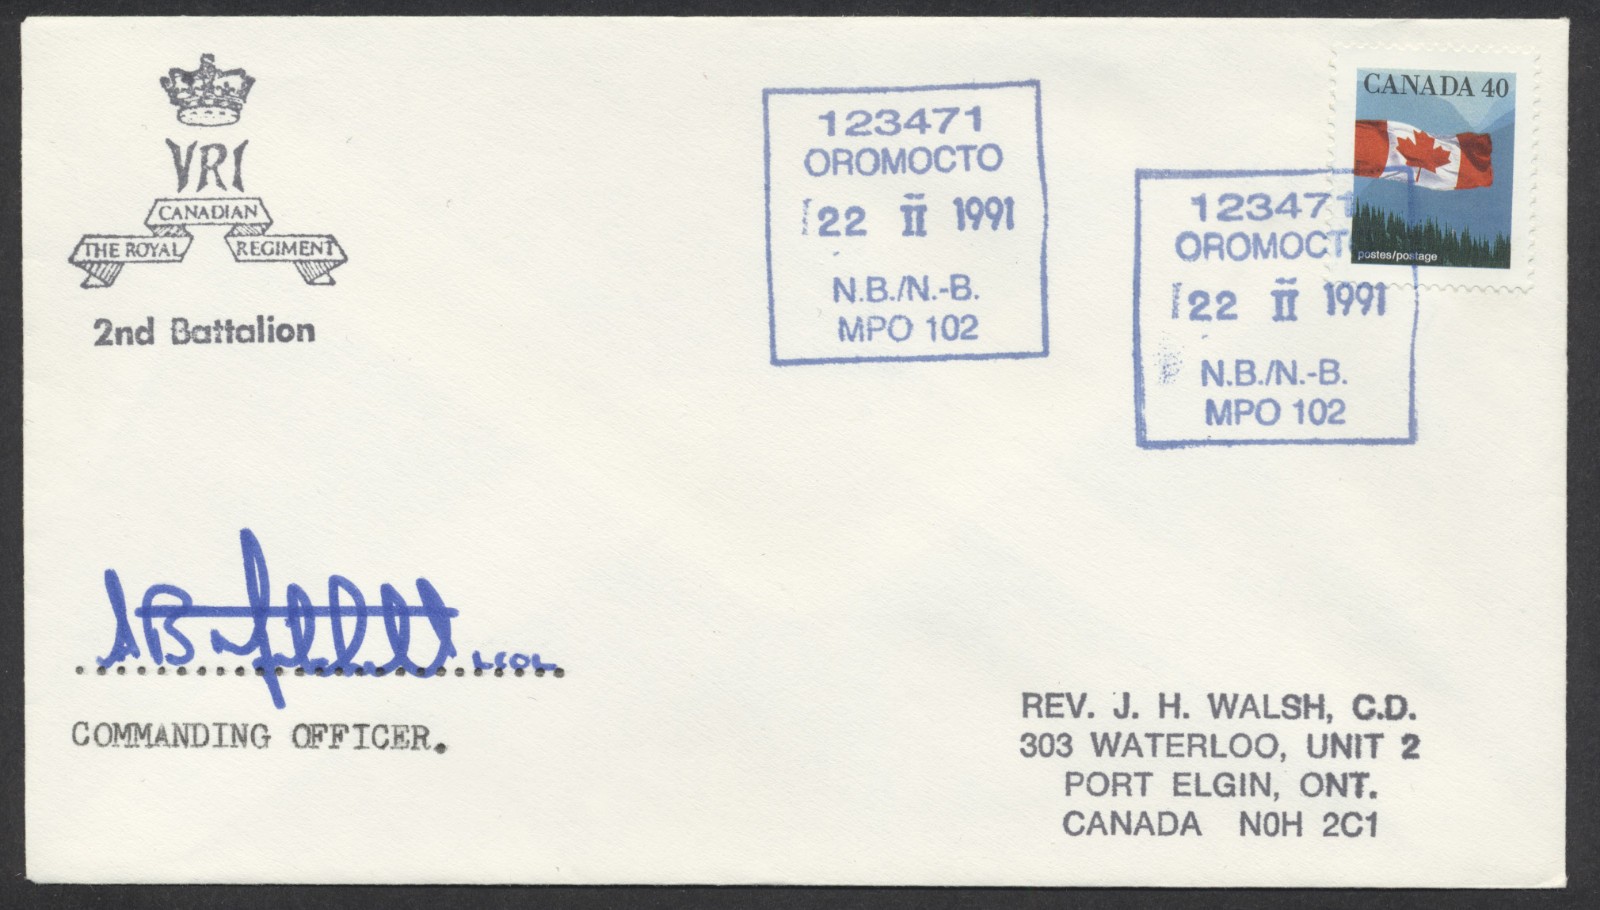 VRI
CANADIAN
THE ROYAL REGIMENT
2nd Battalion
123471
OROMOCTO
22 II 1991
N.B./N.-B.
MPO 102
CANADA 40
postes/postage
123471
OROMOCTO
22 II 1991
N.B./N.-B.
MPO 102
LCOL
COMMANDING OFFICER.
REV. J. H. WALSH, C.D.
303 WATERLOO, UNIT 2
PORT ELGIN, ONT.
CANADA N0H 2C1